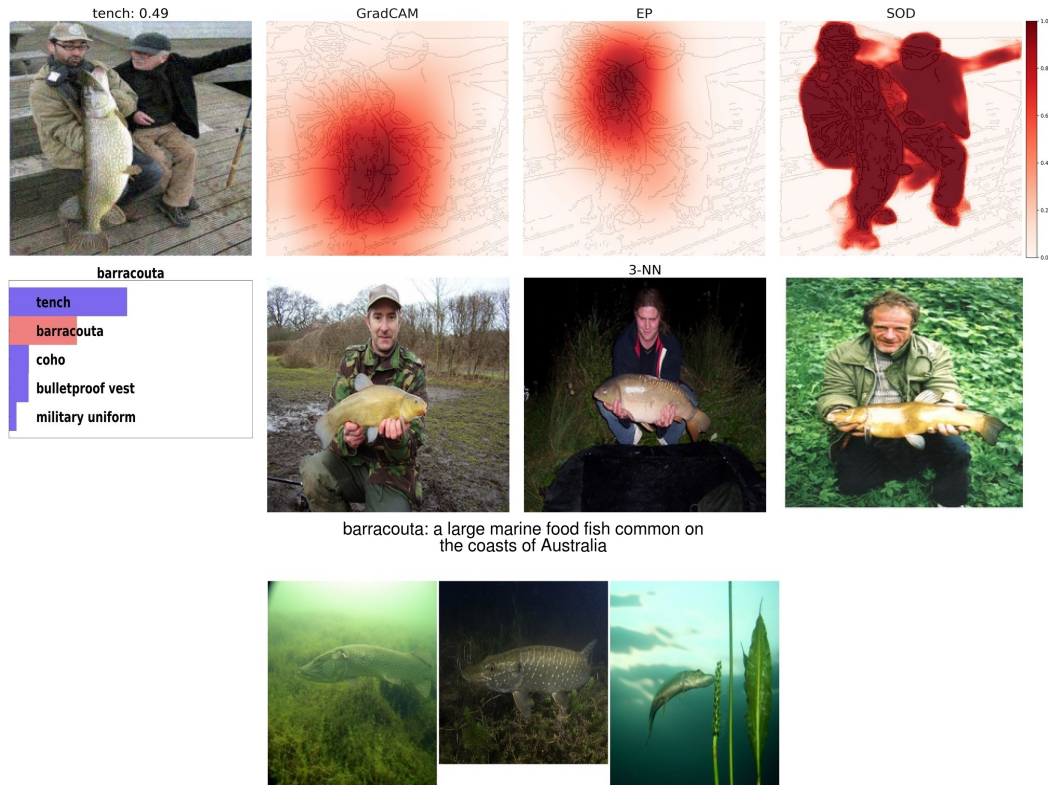 tench: 0.49
GradCAM
EP
SOD
1.0
0.8
0.6
0.4
0.2
0.0
barracouta
tench
barracouta
coho
bulletproof vest
military uniform
3-NN
barracouta: a large marine food fish common on
the coasts of Australia